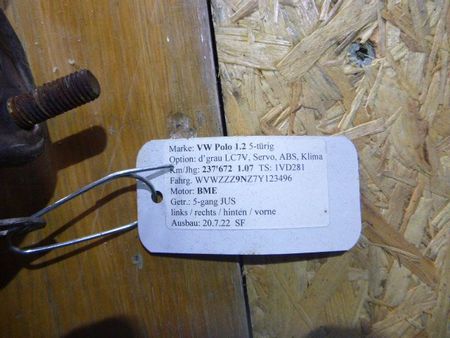 Marke: VW Polo 1.2 5-türig
Option: d'grau LC7V, Servo, ABS, Klima
Km/Jhg: 237'672 1.07 TS: 1VD281
Fahrg. WVWZZZ9NZ7Y123496
Motor: BME
Getr.: 5-gang JUS
links / rechts / hinten / vorne
Ausbau: 20.7.22 SF